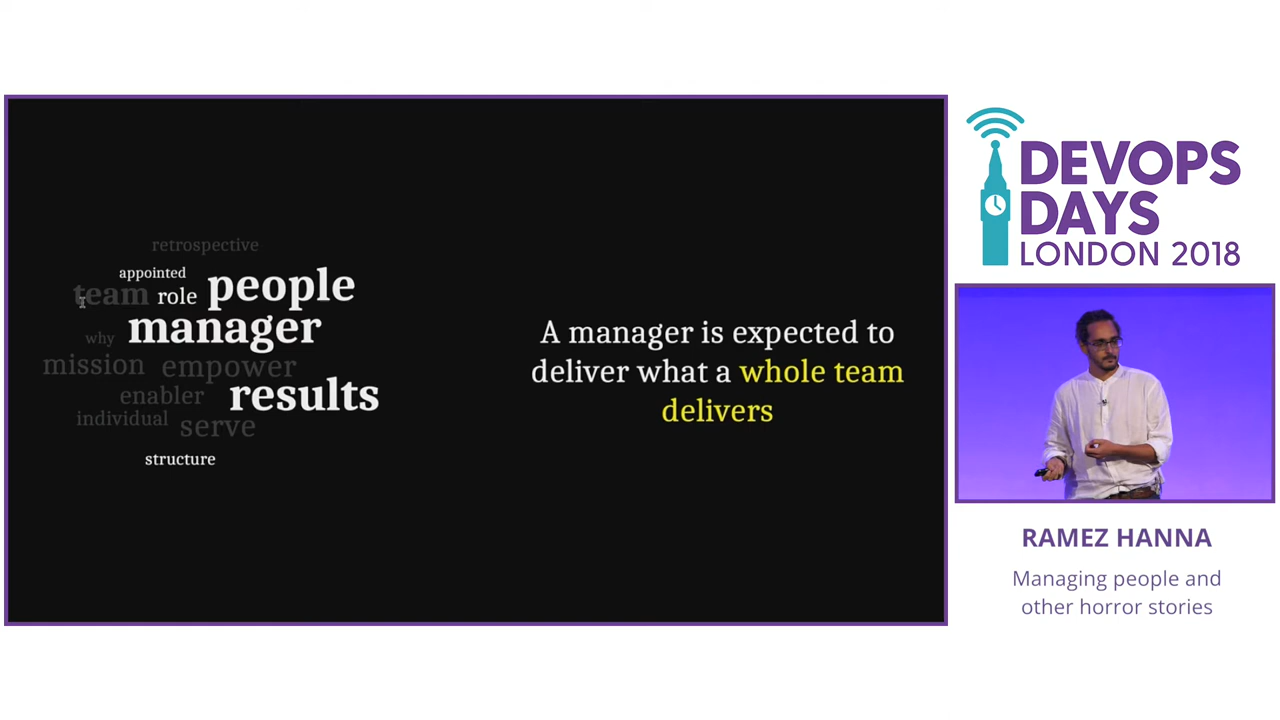 retrospective
appointed
team role people
why manager
mission empower
enabler results
individual serve
structure
A manager is expected to
deliver what a whole team
delivers
DEVOPS
DAYS
LONDON 2018
RAMEZ HANNA
Managing people and
other horror stories